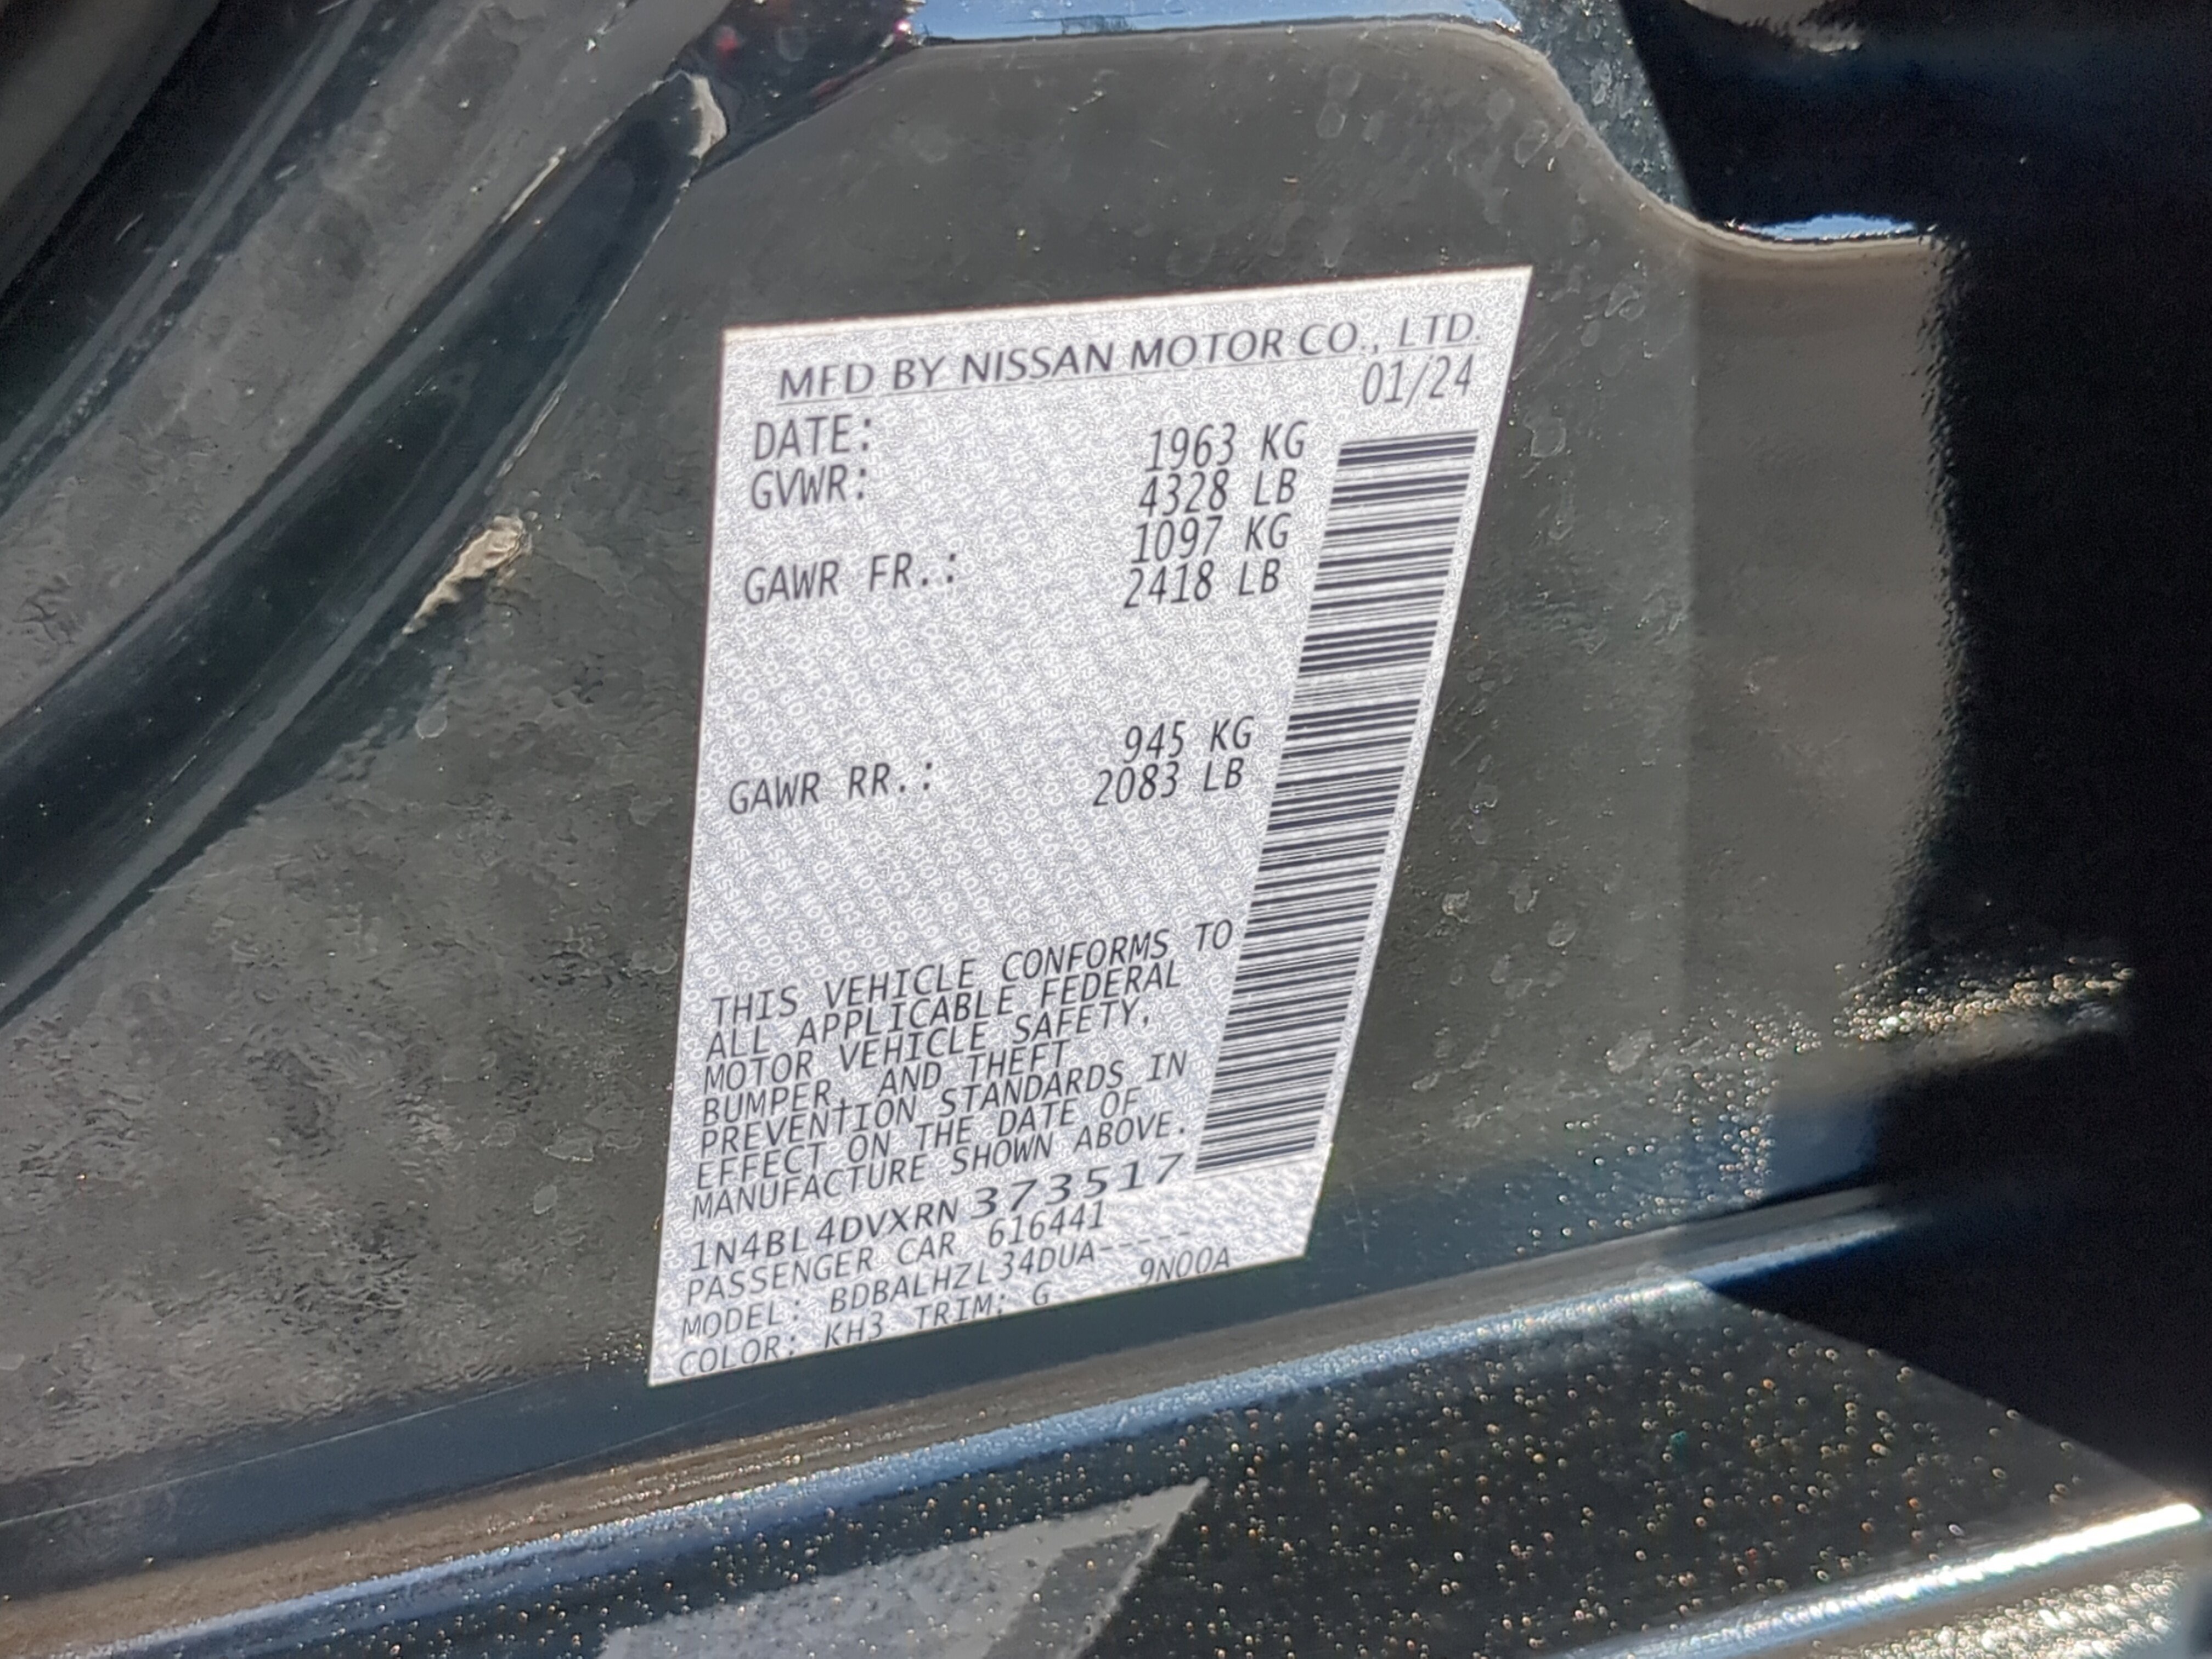 MFD BY NISSAN MOTOR CO., LTD.
DATE: 01/24
GVWR: 1963 KG
4328 LB
GAWR FR.: 1097 KG
2418 LB
GAWR RR.: 945 KG
2083 LB
THIS VEHICLE CONFORMS TO
ALL APPLICABLE FEDERAL
MOTOR VEHICLE SAFETY,
BUMPER, AND THEFT
PREVENTION STANDARDS IN
EFFECT ON THE DATE OF
MANUFACTURE SHOWN ABOVE.
1N4BL4DVXRN373517
PASSENGER CAR 616441
MODEL: BDBALHZL34DUA-----
COLOR: KH3 TRIM: G 9N00A